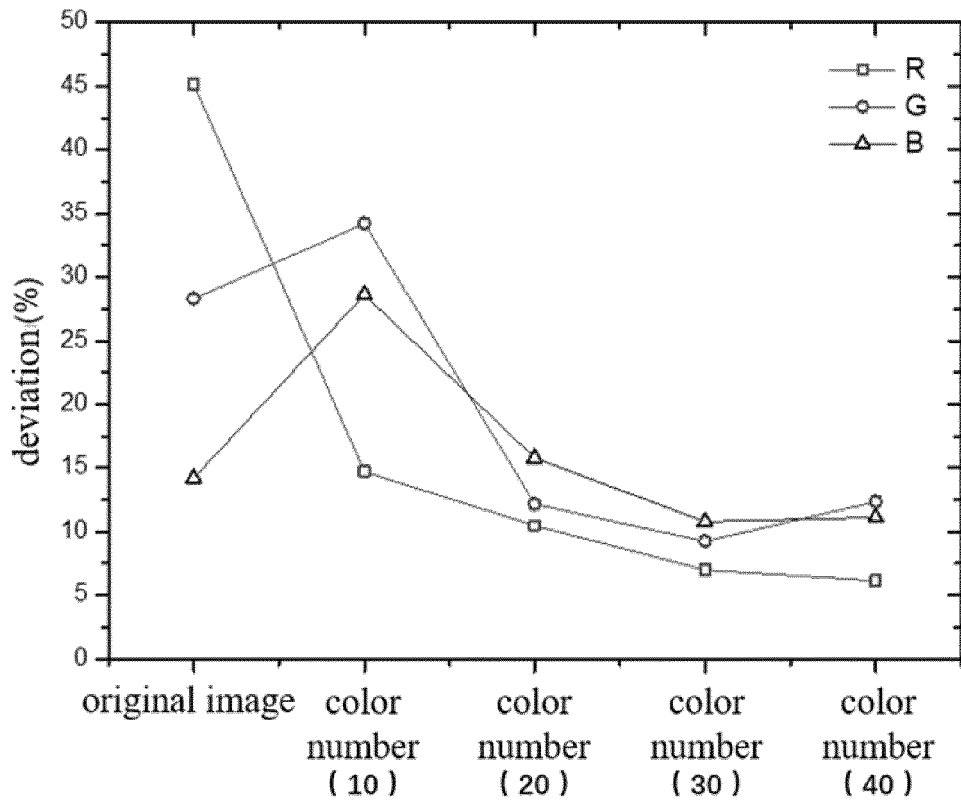 50
45
40
35
30
25
20
15
10
5
0
deviation (%)
R
G
B
original image
color number (10)
color number (20)
color number (30)
color number (40)